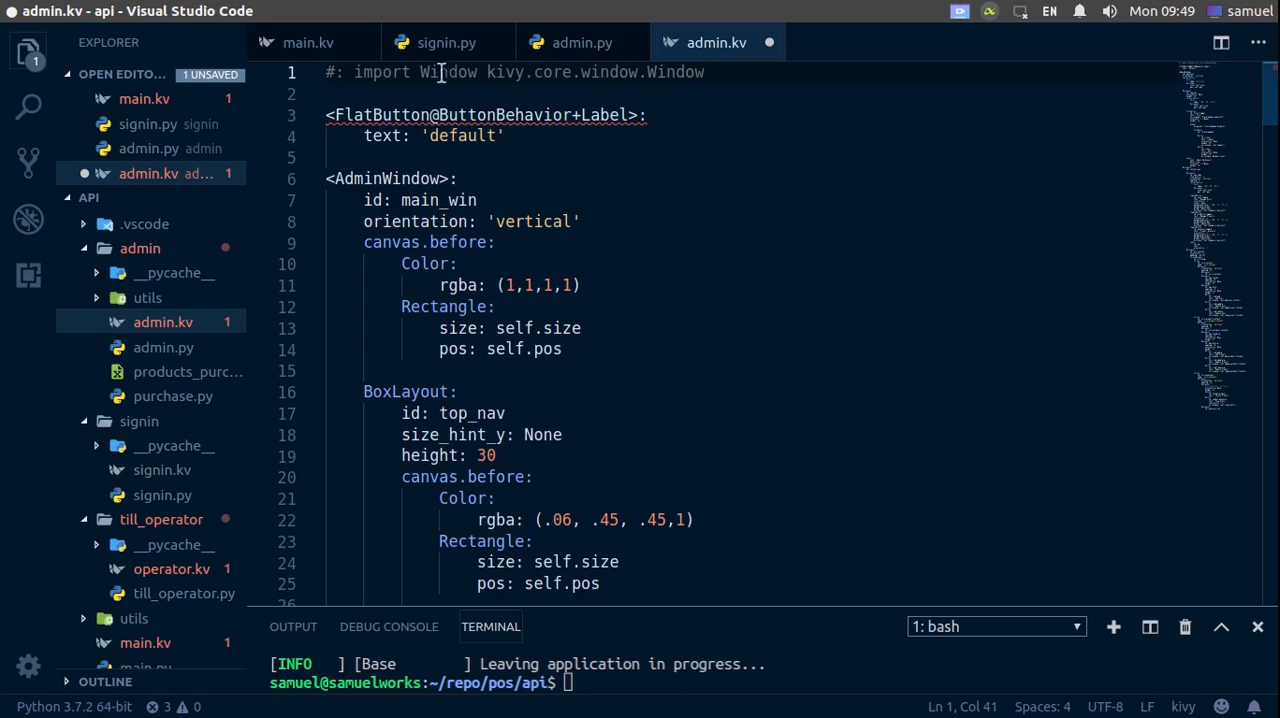 admin.kv - api - Visual Studio Code
EN
Mon 09:49
samuel
EXPLORER
main.kv
signin.py
admin.py
admin.kv
OPEN EDITO...
1 UNSAVED
main.kv 1
signin.py signin
admin.py admin
admin.kv ad... 1
API
.vscode
admin
__pycache__
utils
admin.kv 1
admin.py
products_purc...
purchase.py
signin
__pycache__
signin.kv
signin.py
till_operator
__pycache__
operator.kv 1
till_operator.py
utils
main.kv 1
main.py
OUTLINE
1 #: import Window kivy.core.window.Window
2
3 <FlatButton@ButtonBehavior+Label>:
4 text: 'default'
5
6 <AdminWindow>:
7 id: main_win
8 orientation: 'vertical'
9 canvas.before:
10 Color:
11 rgba: (1,1,1,1)
12 Rectangle:
13 size: self.size
14 pos: self.pos
15
16 BoxLayout:
17 id: top_nav
18 size_hint_y: None
19 height: 30
20 canvas.before:
21 Color:
22 rgba: (.06, .45, .45,1)
23 Rectangle:
24 size: self.size
25 pos: self.pos
26
OUTPUT
DEBUG CONSOLE
TERMINAL
1: bash
[INFO ] [Base ] Leaving application in progress...
samuel@samuelworks:~/repo/pos/api$
Python 3.7.2 64-bit
3
0
Ln 1, Col 41
Spaces: 4
UTF-8
LF
kivy